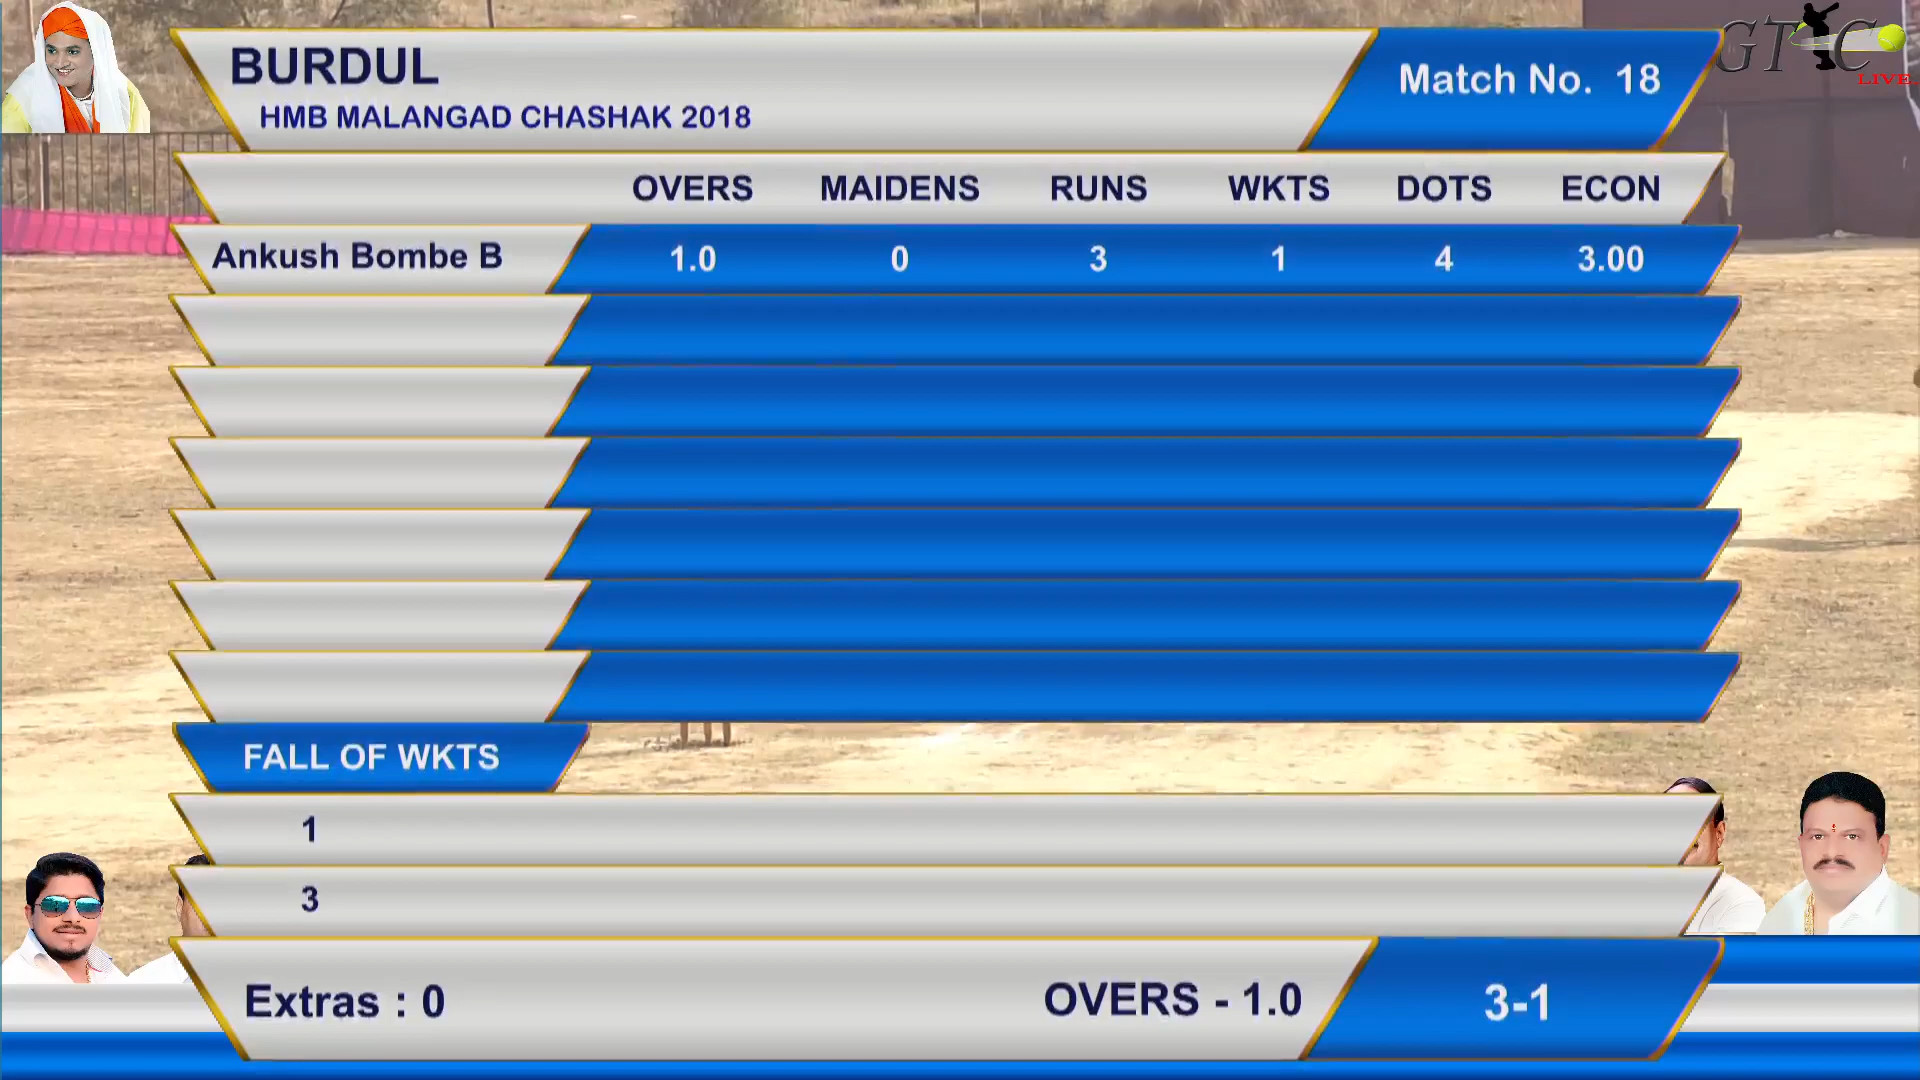 BURDUL
HMB MALANGAD CHASHAK 2018
Match No. 18
GTCC
LIVE
OVERS MAIDENS RUNS WKTS DOTS ECON
Ankush Bombe B 1.0 0 3 1 4 3.00
FALL OF WKTS
1
3
Extras : 0 OVERS - 1.0 3-1